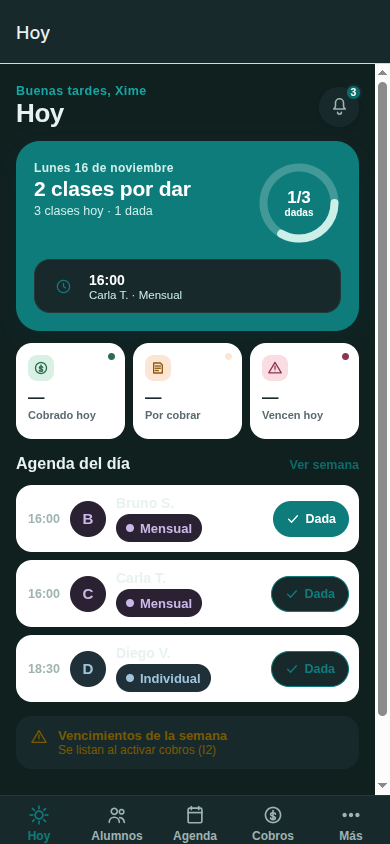 Hoy
Buenas tardes, Xime
Hoy
3
Lunes 16 de noviembre
2 clases por dar
3 clases hoy · 1 dada
1/3
dadas
16:00
Carla T. · Mensual
—
Cobrado hoy
—
Por cobrar
—
Vencen hoy
Agenda del día
Ver semana
16:00
B
Bruno S.
Mensual
Dada
16:00
C
Carla T.
Mensual
Dada
18:30
D
Diego V.
Individual
Dada
Vencimientos de la semana
Se listan al activar cobros (I2)
Hoy
Alumnos
Agenda
Cobros
Más